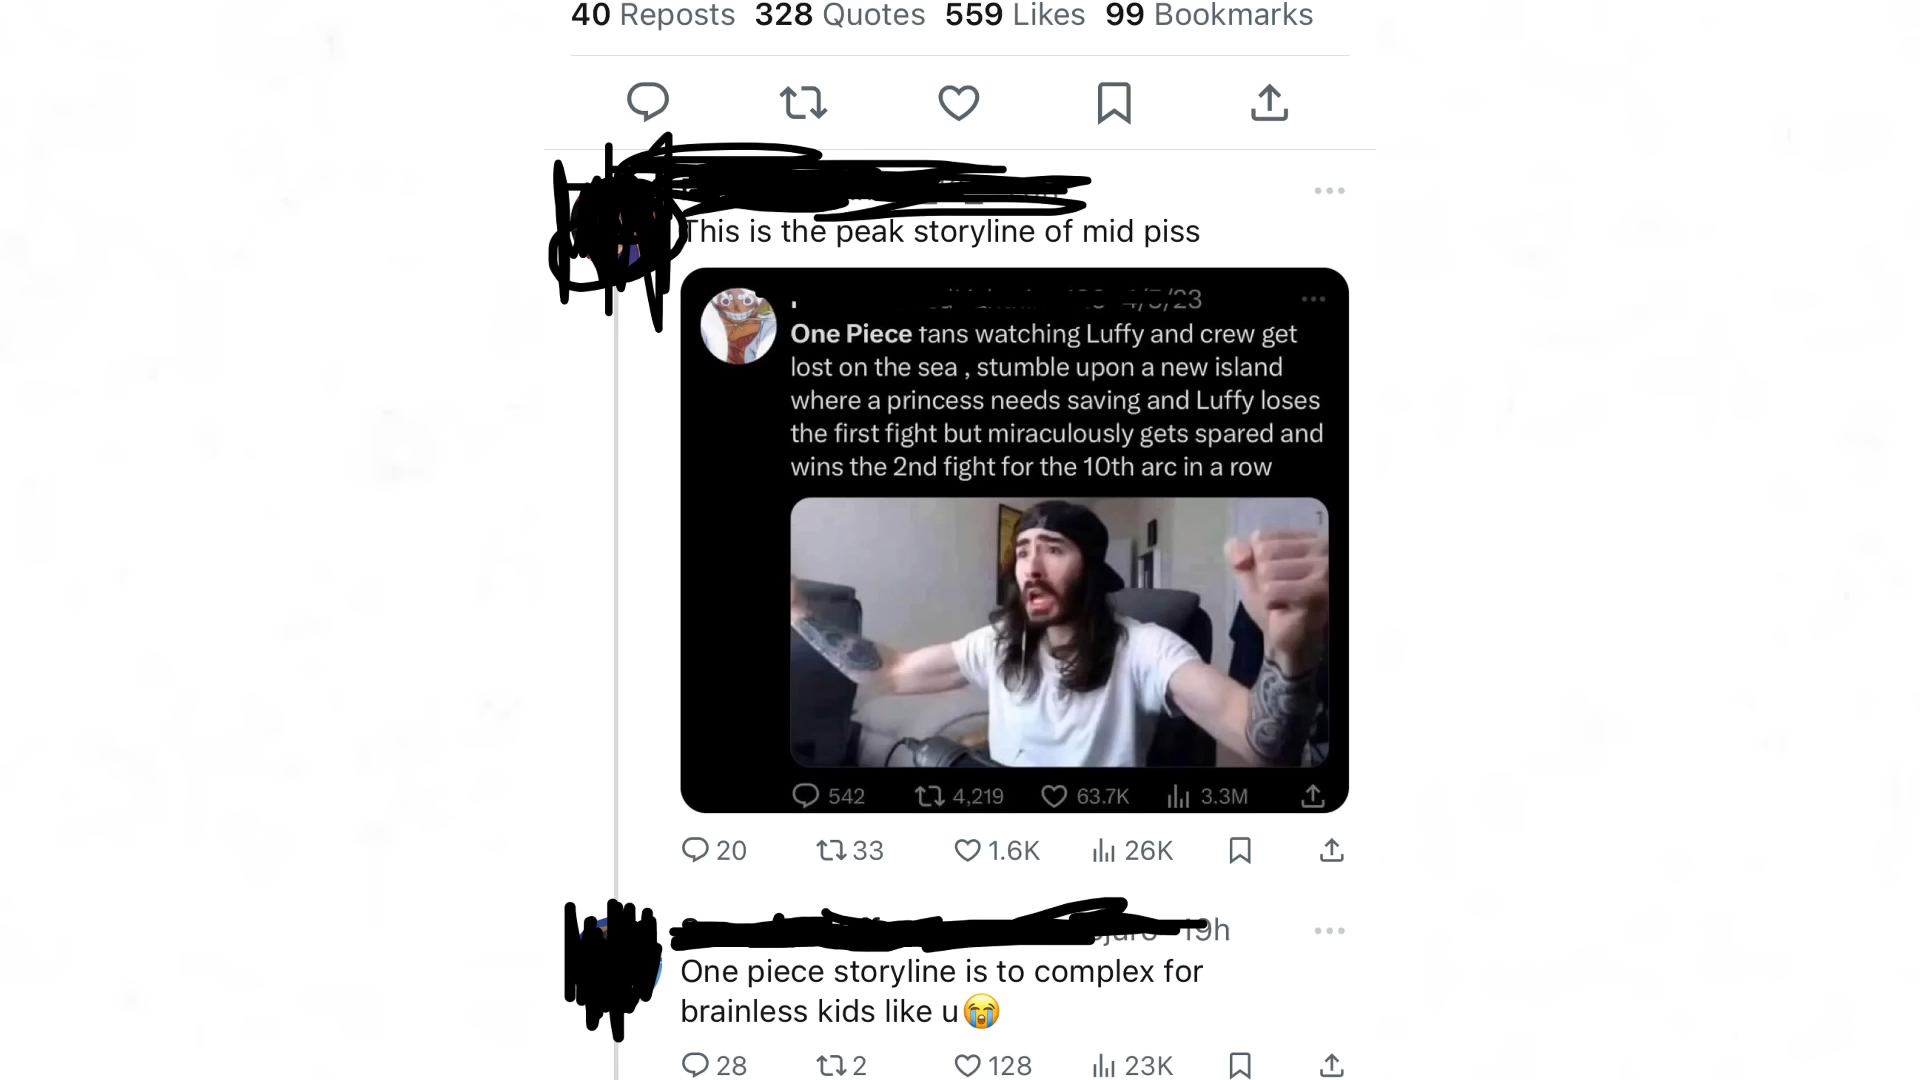 40 Reposts 328 Quotes 559 Likes 99 Bookmarks
This is the peak storyline of mid piss
One Piece fans watching Luffy and crew get
lost on the sea , stumble upon a new island
where a princess needs saving and Luffy loses
the first fight but miraculously gets spared and
wins the 2nd fight for the 10th arc in a row
542 4,219 63.7K 3.3M
20 33 1.6K 26K
19h
One piece storyline is to complex for
brainless kids like u😭
28 2 128 23K